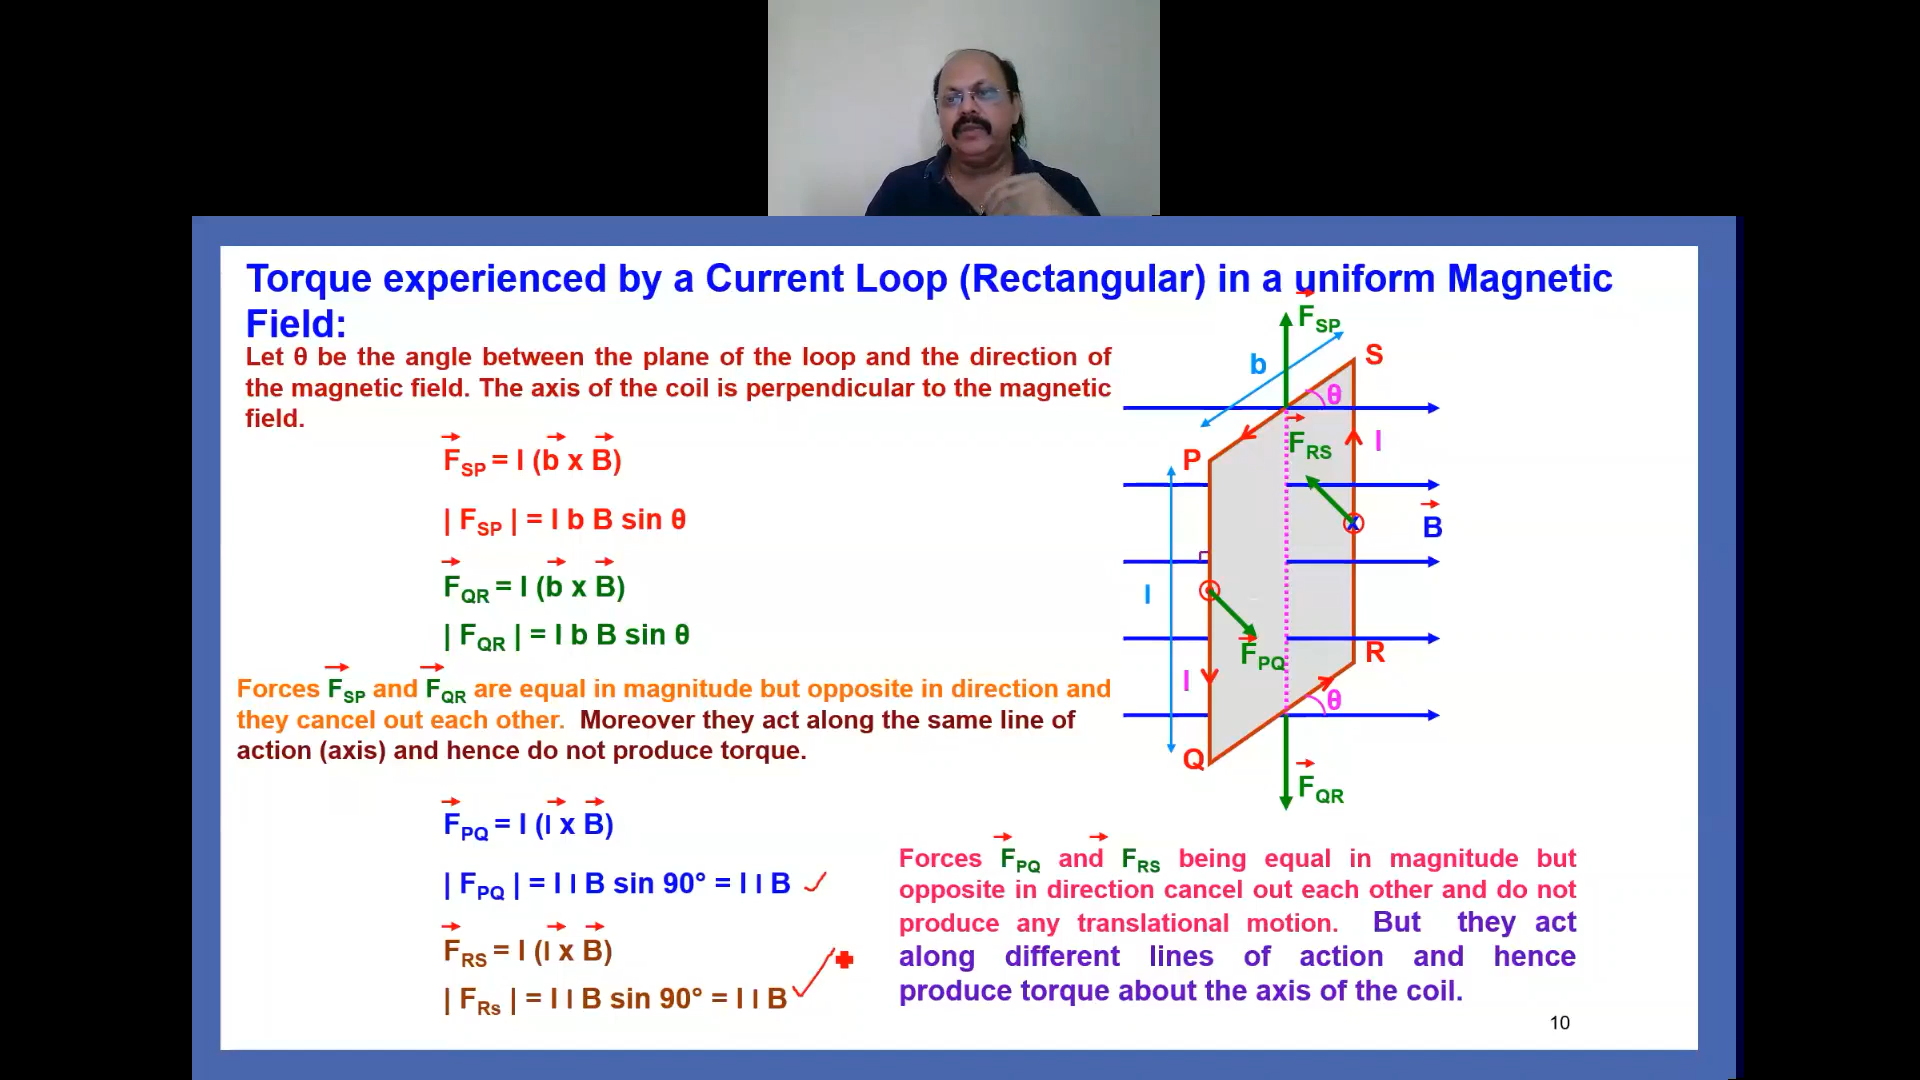 Torque experienced by a Current Loop (Rectangular) in a uniform Magnetic
Field:
Let θ be the angle between the plane of the loop and the direction of
the magnetic field. The axis of the coil is perpendicular to the magnetic
field.
F_SP = I (b x B)
| F_SP | = I b B sin θ
F_QR = I (b x B)
| F_QR | = I b B sin θ
Forces F_SP and F_QR are equal in magnitude but opposite in direction and
they cancel out each other. Moreover they act along the same line of
action (axis) and hence do not produce torque.
F_PQ = I (l x B)
| F_PQ | = I l B sin 90° = I l B ✓
F_RS = I (l x B)
| F_Rs | = I l B sin 90° = I l B ✓
F_SP
b
S
θ
F_RS
I
P
B
l
F_PQ
R
I
θ
Q
F_QR
Forces F_PQ and F_RS being equal in magnitude but
opposite in direction cancel out each other and do not
produce any translational motion. But they act
along different lines of action and hence
produce torque about the axis of the coil.
10